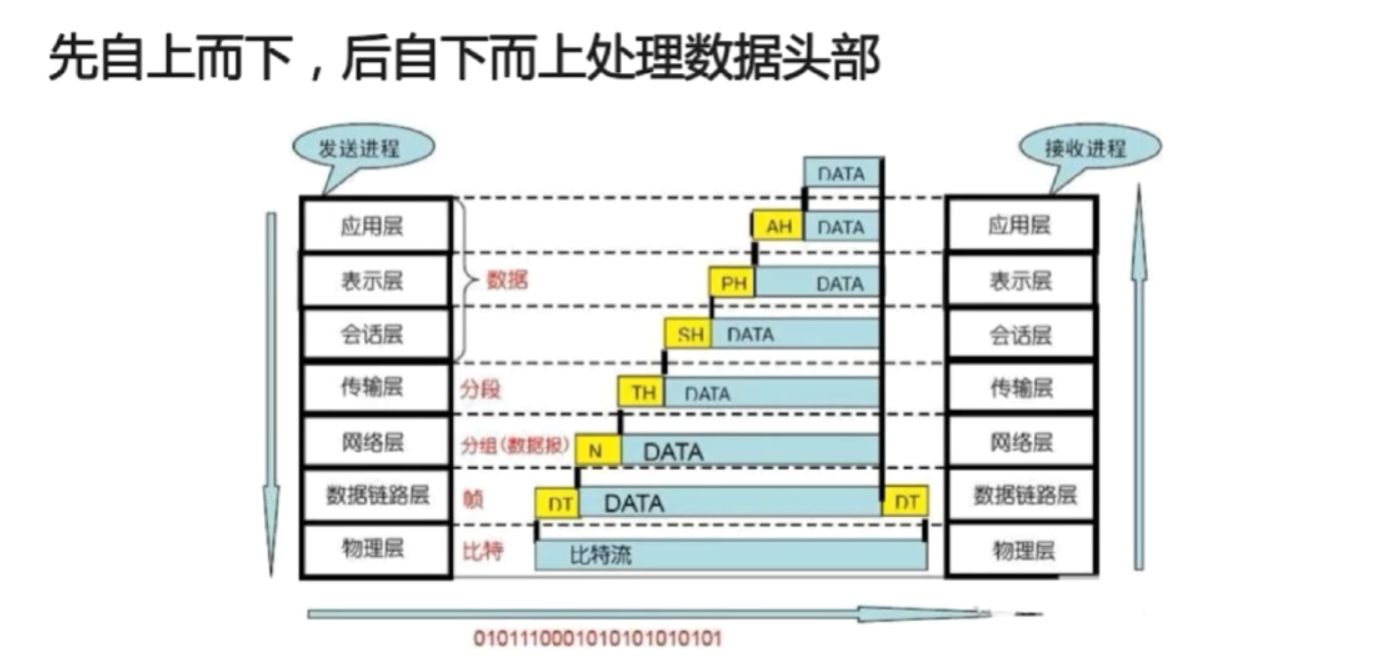 先自上而下，后自下而上处理数据头部
发送进程
接收进程
DATA
应用层
AH
DATA
应用层
表示层
数据
PH
DATA
表示层
会话层
SH
DATA
会话层
传输层
分段
TH
DATA
传输层
网络层
分组(数据报)
N
DATA
网络层
数据链路层
帧
DT
DATA
DT
数据链路层
物理层
比特
比特流
物理层
0101110001010101010101